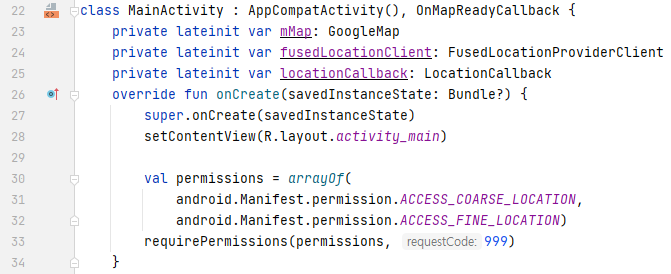 22 class MainActivity : AppCompatActivity(), OnMapReadyCallback {
23 private lateinit var mMap: GoogleMap
24 private lateinit var fusedLocationClient: FusedLocationProviderClient
25 private lateinit var locationCallback: LocationCallback
26 override fun onCreate(savedInstanceState: Bundle?) {
27 super.onCreate(savedInstanceState)
28 setContentView(R.layout.activity_main)
29
30 val permissions = arrayOf(
31 android.Manifest.permission.ACCESS_COARSE_LOCATION,
32 android.Manifest.permission.ACCESS_FINE_LOCATION)
33 requirePermissions(permissions, requestCode: 999)
34 }